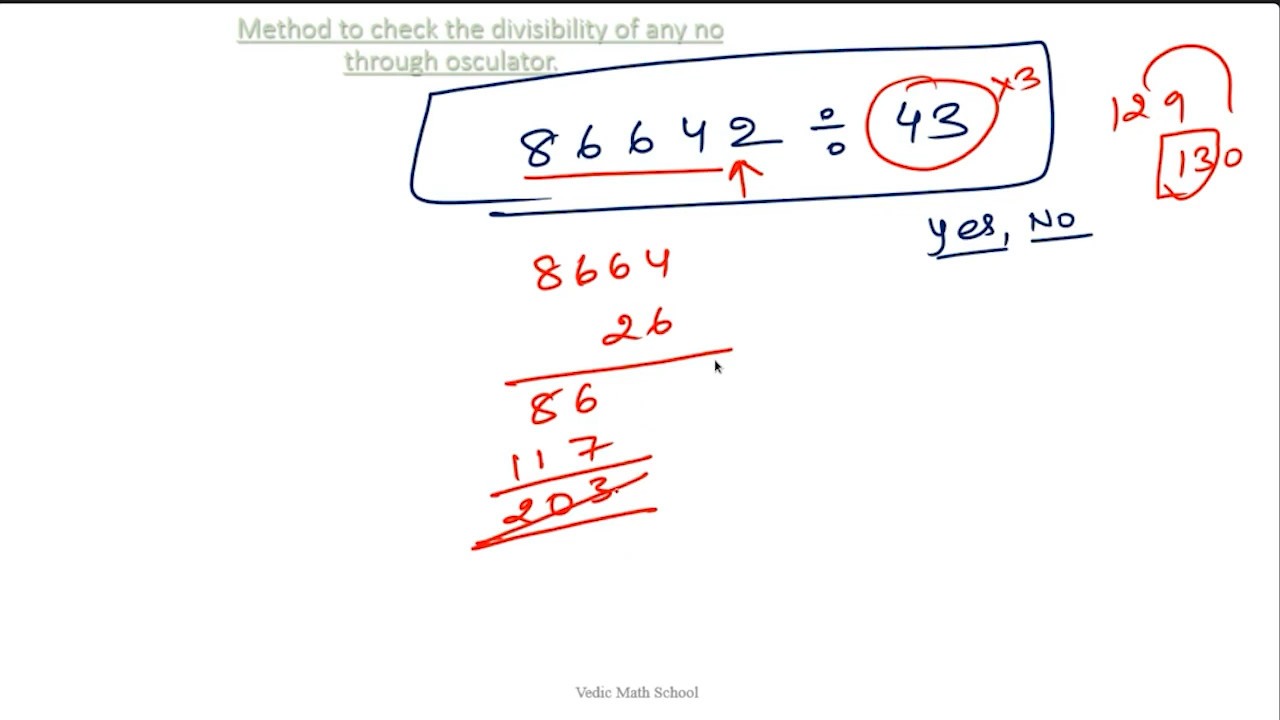 Method to check the divisibility of any no
through osculator.
86642 ÷ 43 ×3
129
130
yes, No
8664
26
86
117
203
Vedic Math School